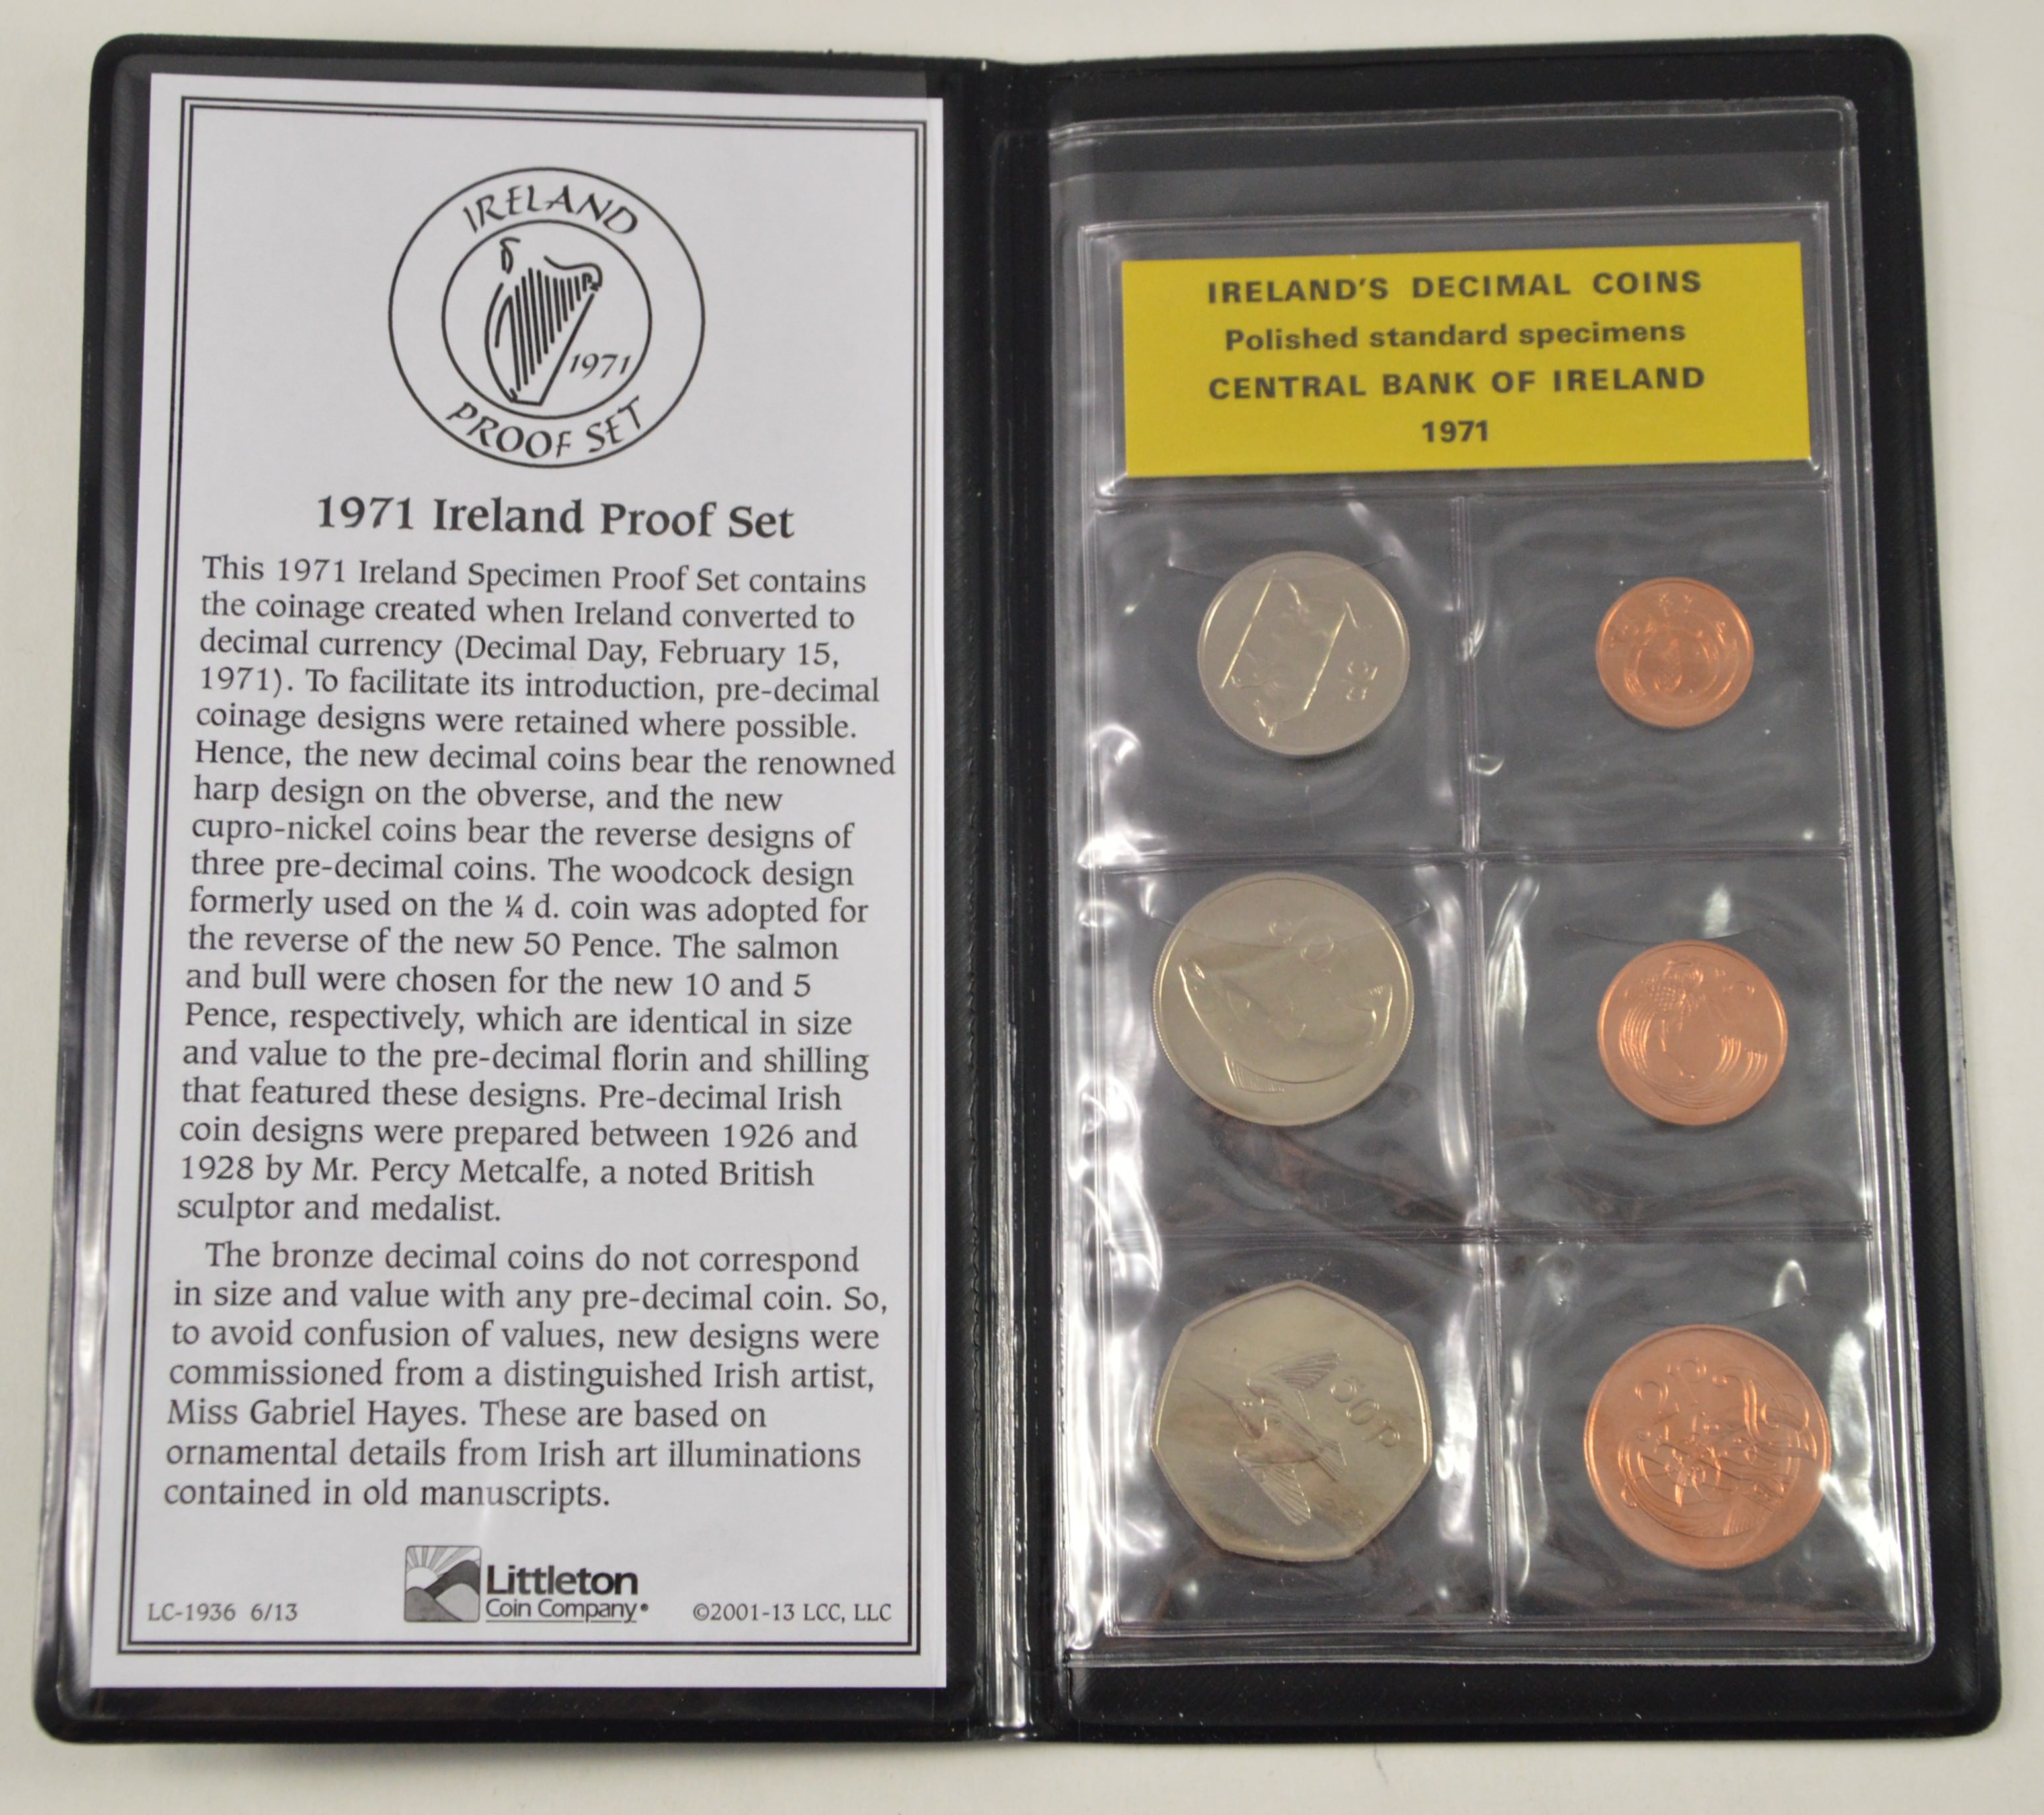 IRELAND
1971
PROOF SET
1971 Ireland Proof Set
This 1971 Ireland Specimen Proof Set contains
the coinage created when Ireland converted to
decimal currency (Decimal Day, February 15,
1971). To facilitate its introduction, pre-decimal
coinage designs were retained where possible.
Hence, the new decimal coins bear the renowned
harp design on the obverse, and the new
cupro-nickel coins bear the reverse designs of
three pre-decimal coins. The woodcock design
formerly used on the ¼ d. coin was adopted for
the reverse of the new 50 Pence. The salmon
and bull were chosen for the new 10 and 5
Pence, respectively, which are identical in size
and value to the pre-decimal florin and shilling
that featured these designs. Pre-decimal Irish
coin designs were prepared between 1926 and
1928 by Mr. Percy Metcalfe, a noted British
sculptor and medalist.
The bronze decimal coins do not correspond
in size and value with any pre-decimal coin. So,
to avoid confusion of values, new designs were
commissioned from a distinguished Irish artist,
Miss Gabriel Hayes. These are based on
ornamental details from Irish art illuminations
contained in old manuscripts.
Littleton
Coin Company
LC-1936 6/13
©2001-13 LCC, LLC
IRELAND'S DECIMAL COINS
Polished standard specimens
CENTRAL BANK OF IRELAND
1971
5p
50p
2p